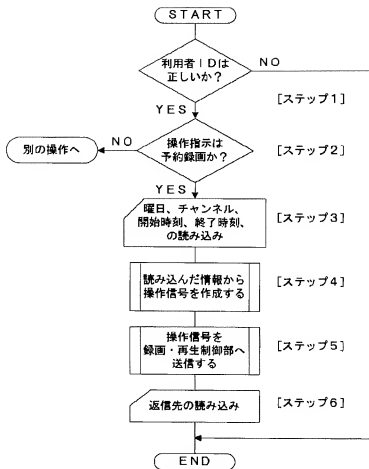 START
利用者IDは
正しいか?
NO
[ステップ1]
YES
操作指示は
予約録画か?
NO
別の操作へ
[ステップ2]
YES
曜日、チャンネル、
開始時刻、終了時刻、
の読み込み
[ステップ3]
読み込んだ情報から
操作信号を作成する
[ステップ4]
操作信号を
録画・再生制御部へ
送信する
[ステップ5]
返信先の読み込み
[ステップ6]
END